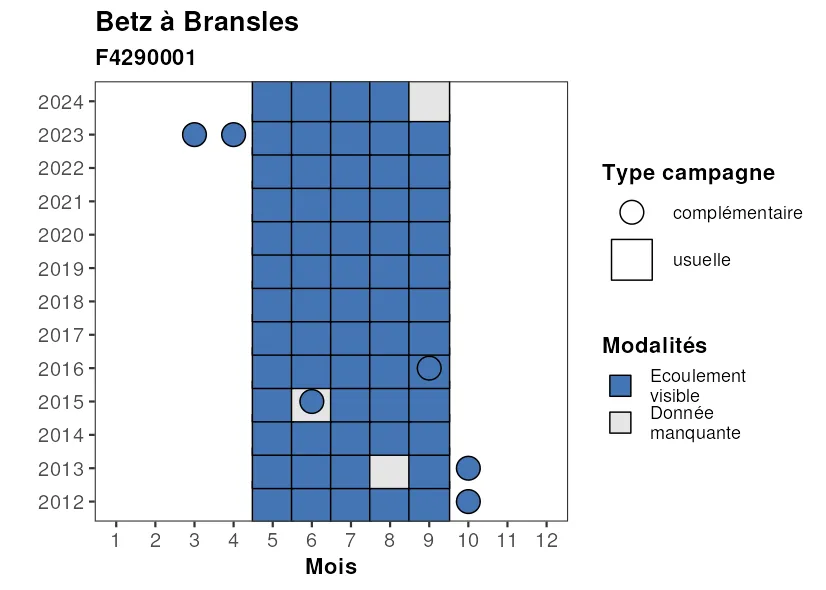 Betz à Bransles
F4290001
2024
2023
2022
2021
2020
2019
2018
2017
2016
2015
2014
2013
2012
1 2 3 4 5 6 7 8 9 10 11 12
Mois
Type campagne
complémentaire
usuelle
Modalités
Ecoulement
visible
Donnée
manquante